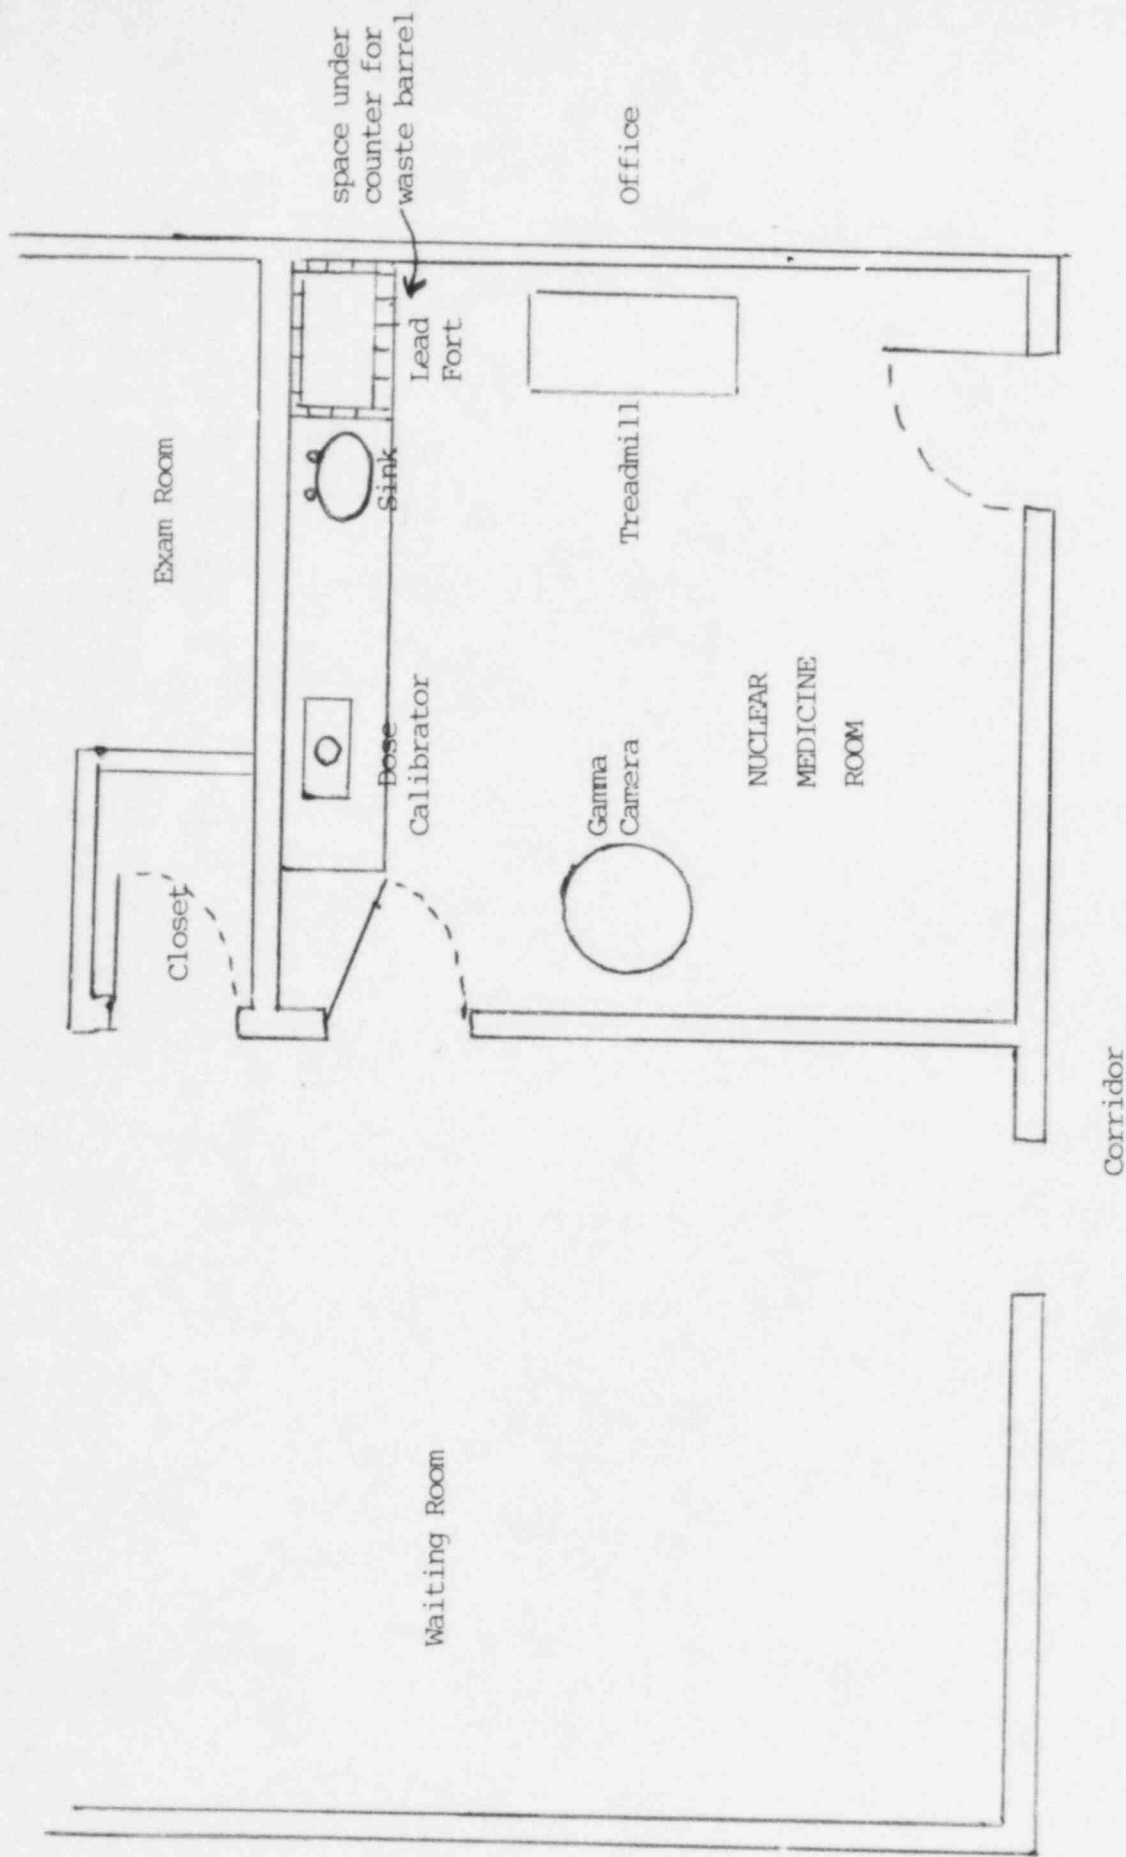 space under
counter for
waste barrel
Office
Exam Room
Lead
Fort
Sink
Treadmill
Closet
Dose
Calibrator
Gamma
Camera
NUCLEAR
MEDICINE
ROOM
Waiting Room
Corridor